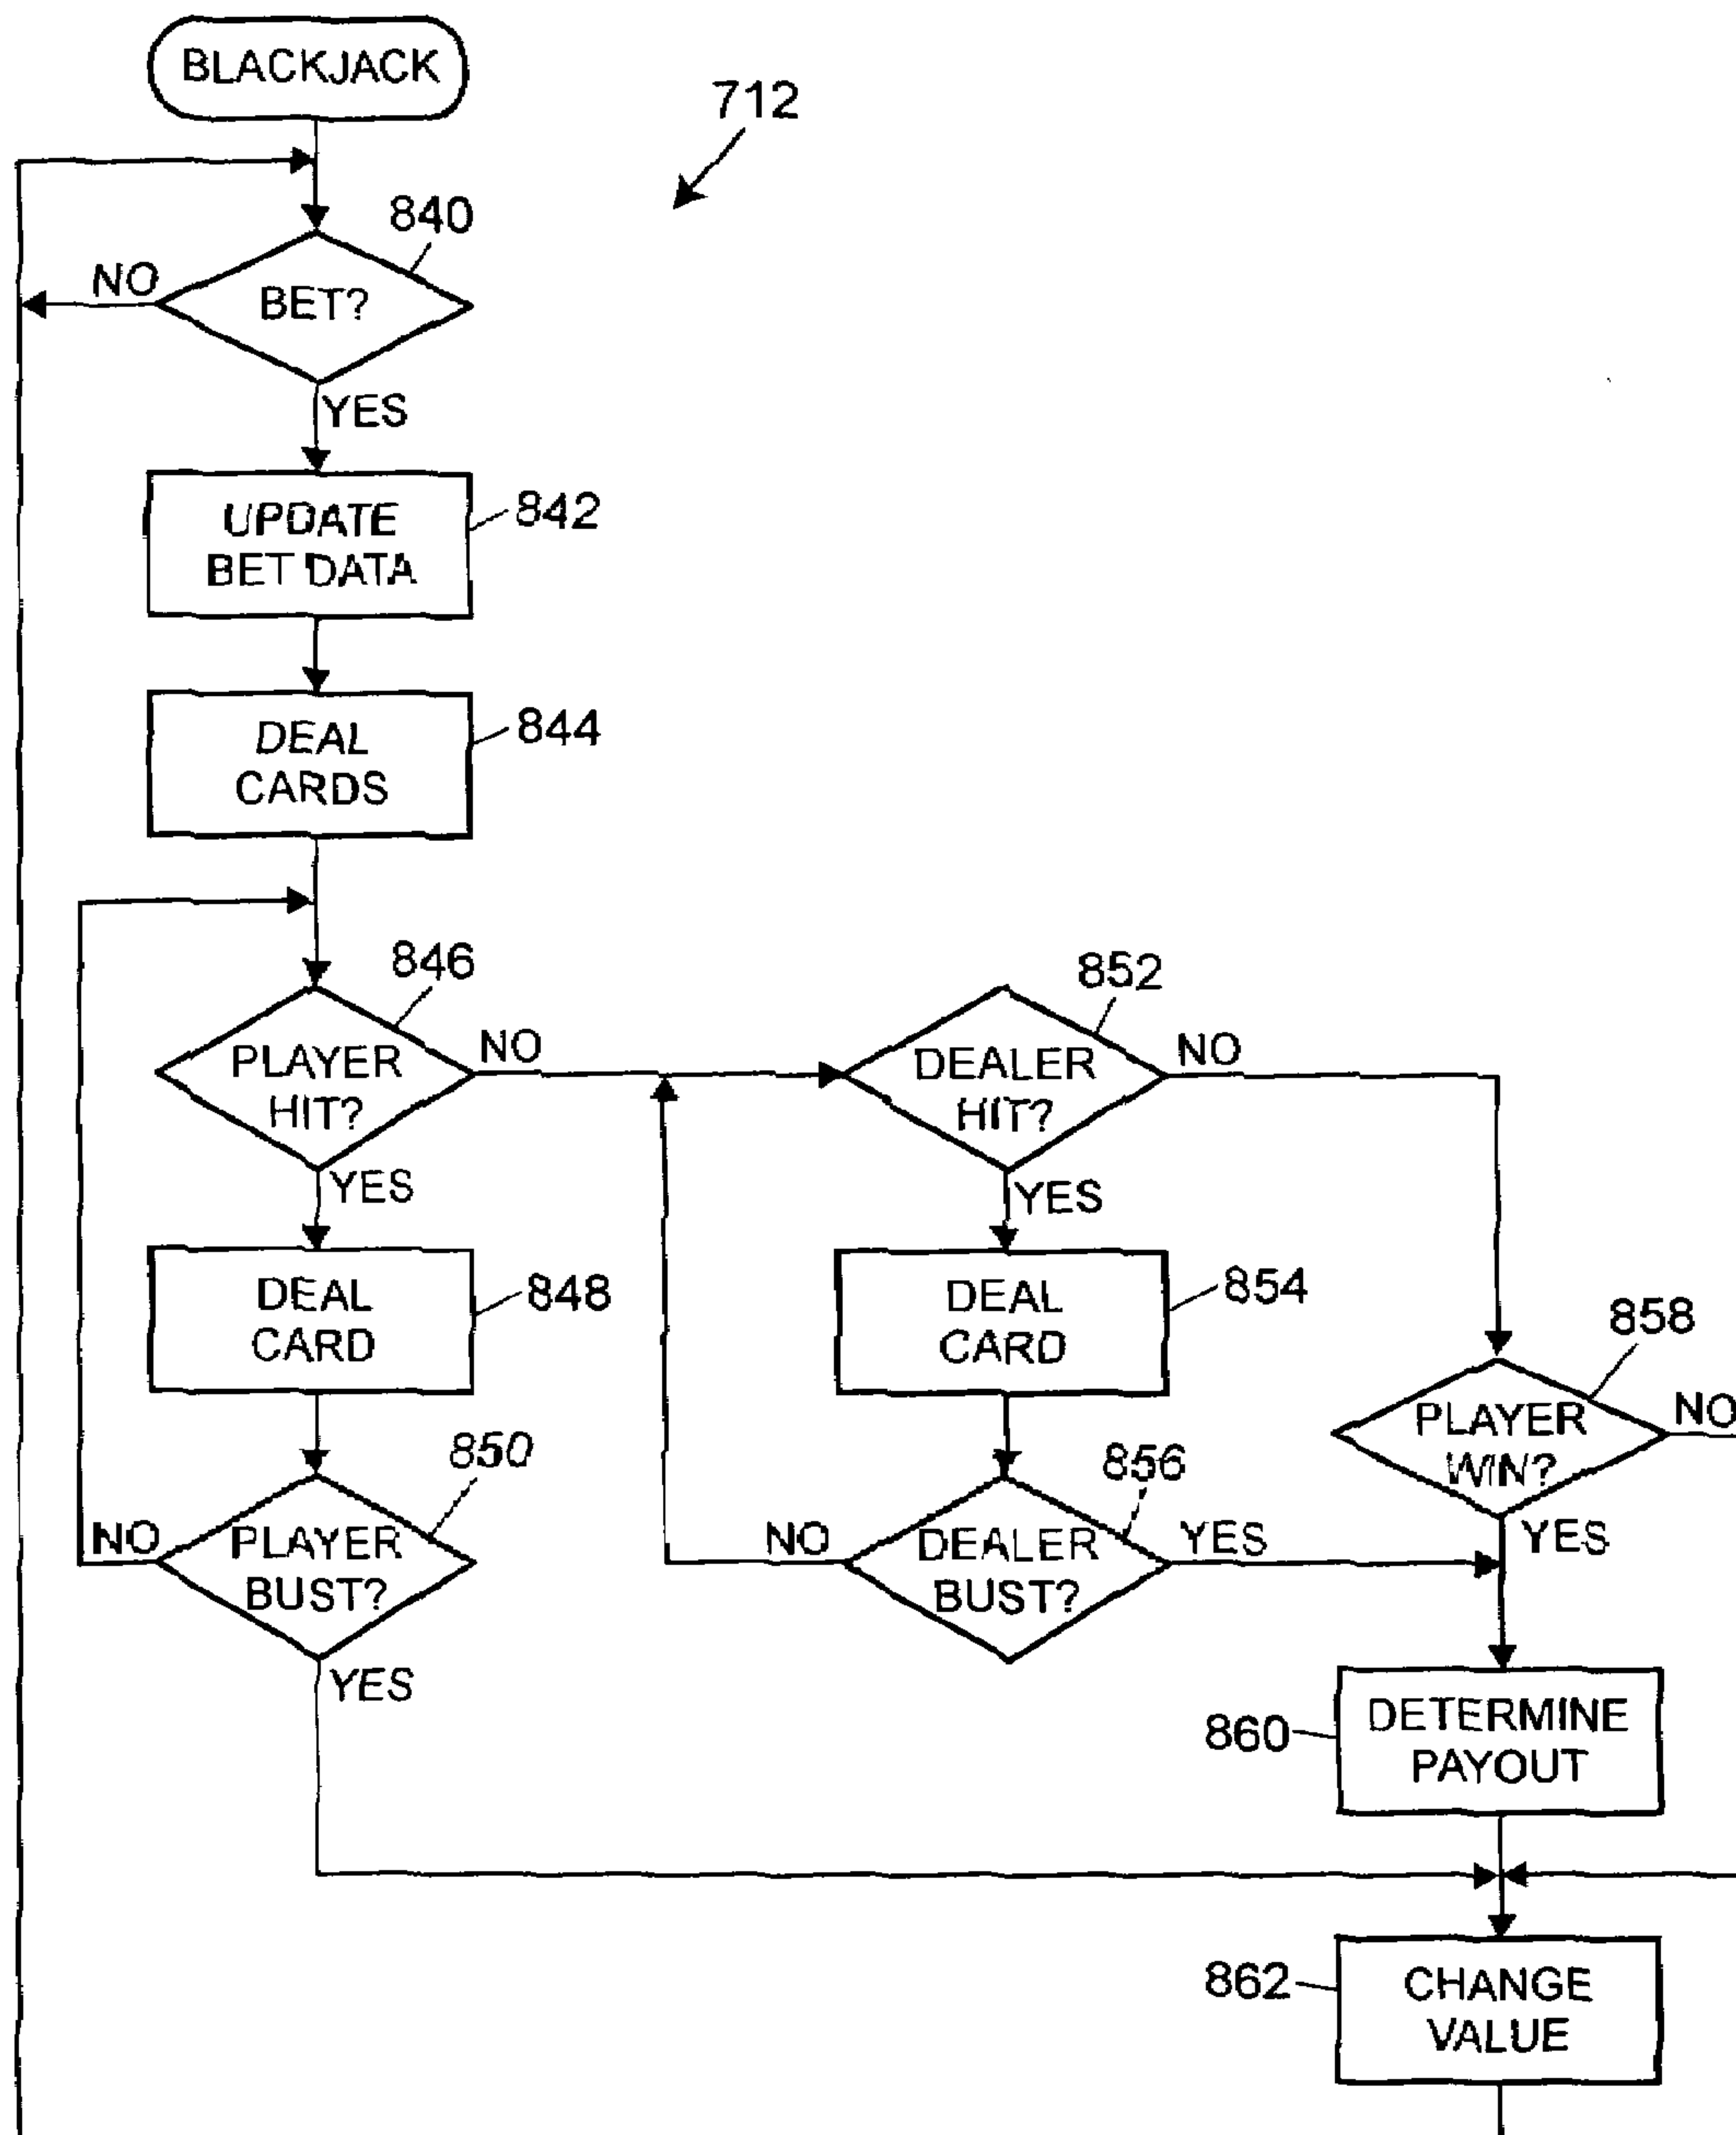 BLACKJACK
712
840
NO
BET?
YES
UPDATE
BET DATA
842
DEAL
CARDS
844
846
PLAYER
HIT?
NO
YES
852
DEALER
HIT?
NO
YES
DEAL
CARD
848
DEAL
CARD
854
858
PLAYER
WIN?
NO
YES
850
NO
PLAYER
BUST?
YES
856
NO
DEALER
BUST?
YES
860
DETERMINE
PAYOUT
862
CHANGE
VALUE